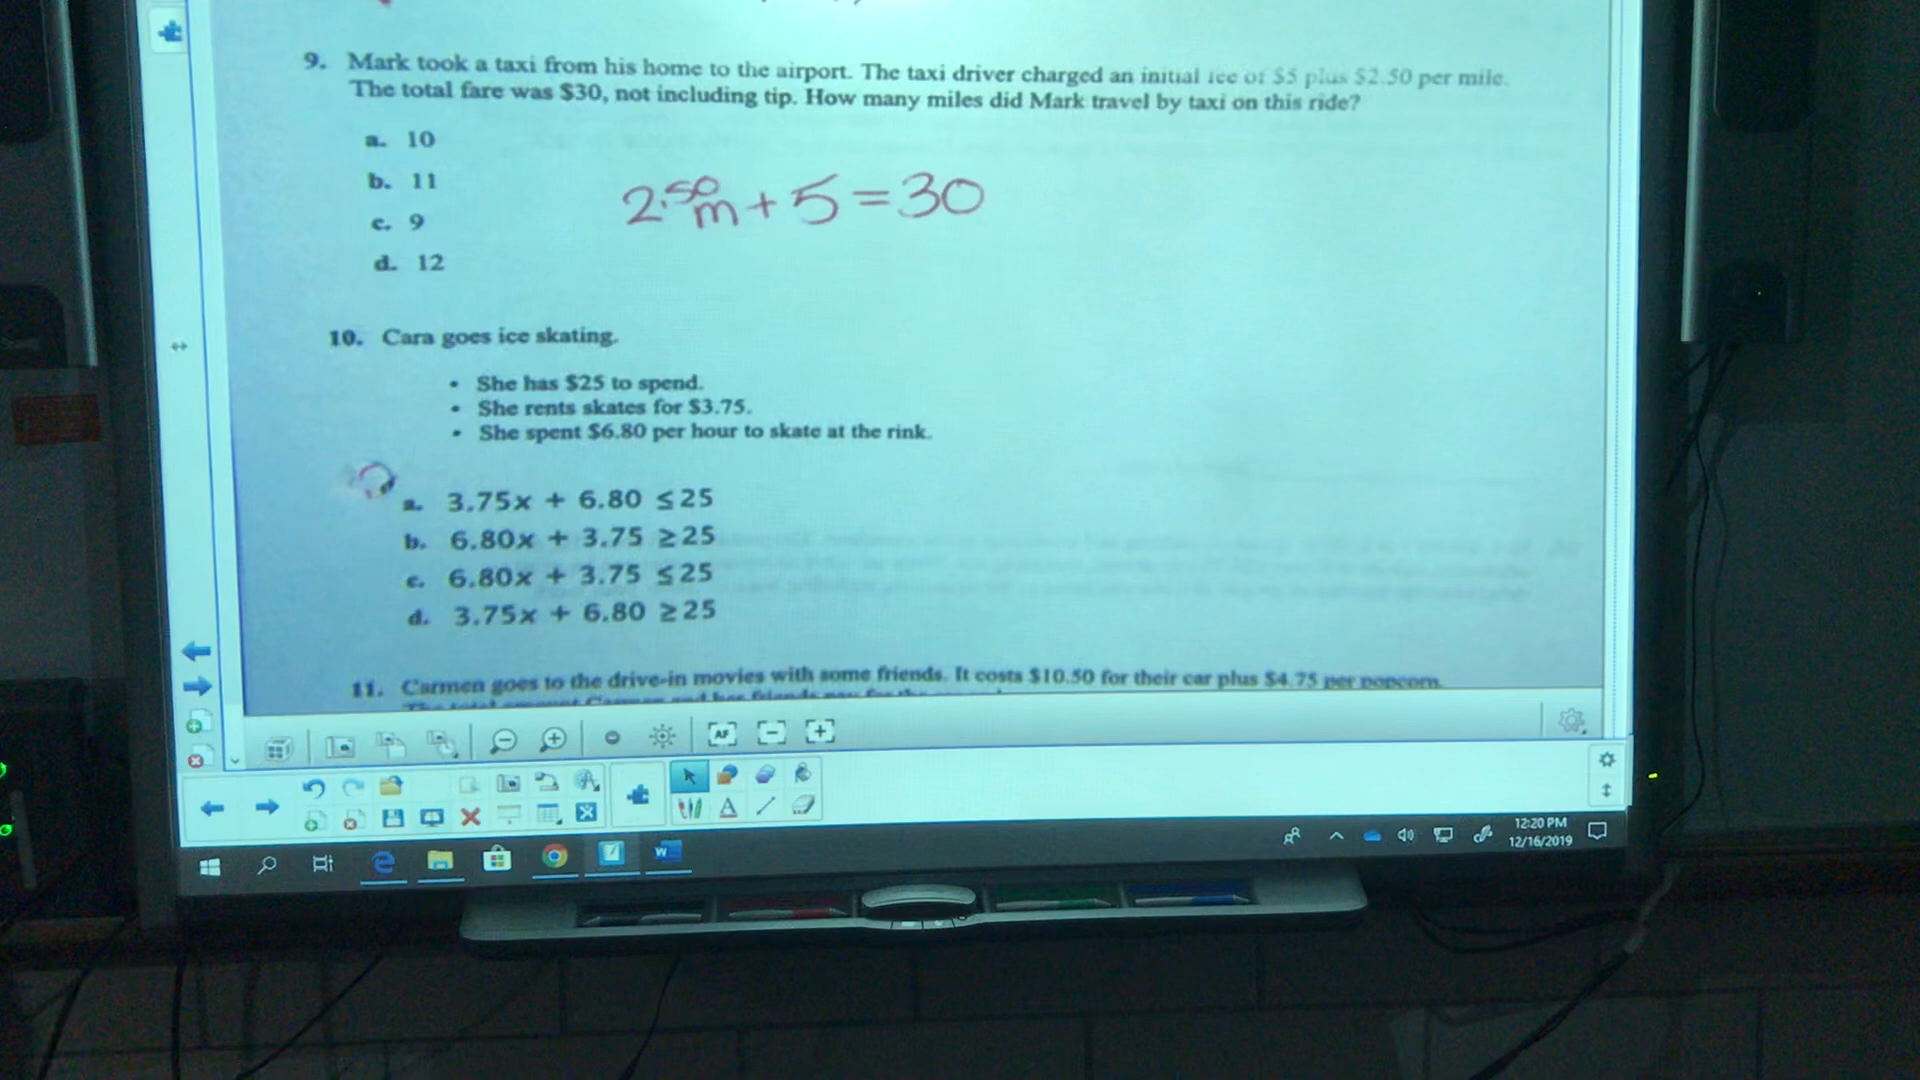 9. Mark took a taxi from his home to the airport. The taxi driver charged an initial fee of $5 plus $2.50 per mile.
The total fare was $30, not including tip. How many miles did Mark travel by taxi on this ride?
a. 10
b. 11
c. 9
d. 12
2.50m + 5 = 30
10. Cara goes ice skating.
• She has $25 to spend.
• She rents skates for $3.75.
• She spent $6.80 per hour to skate at the rink.
a. 3.75x + 6.80 ≤ 25
b. 6.80x + 3.75 ≥ 25
c. 6.80x + 3.75 ≤ 25
d. 3.75x + 6.80 ≥ 25
11. Carmen goes to the drive-in movies with some friends. It costs $10.50 for their car plus $4.75 per popcorn.
AF
A
12:20 PM
12/16/2019